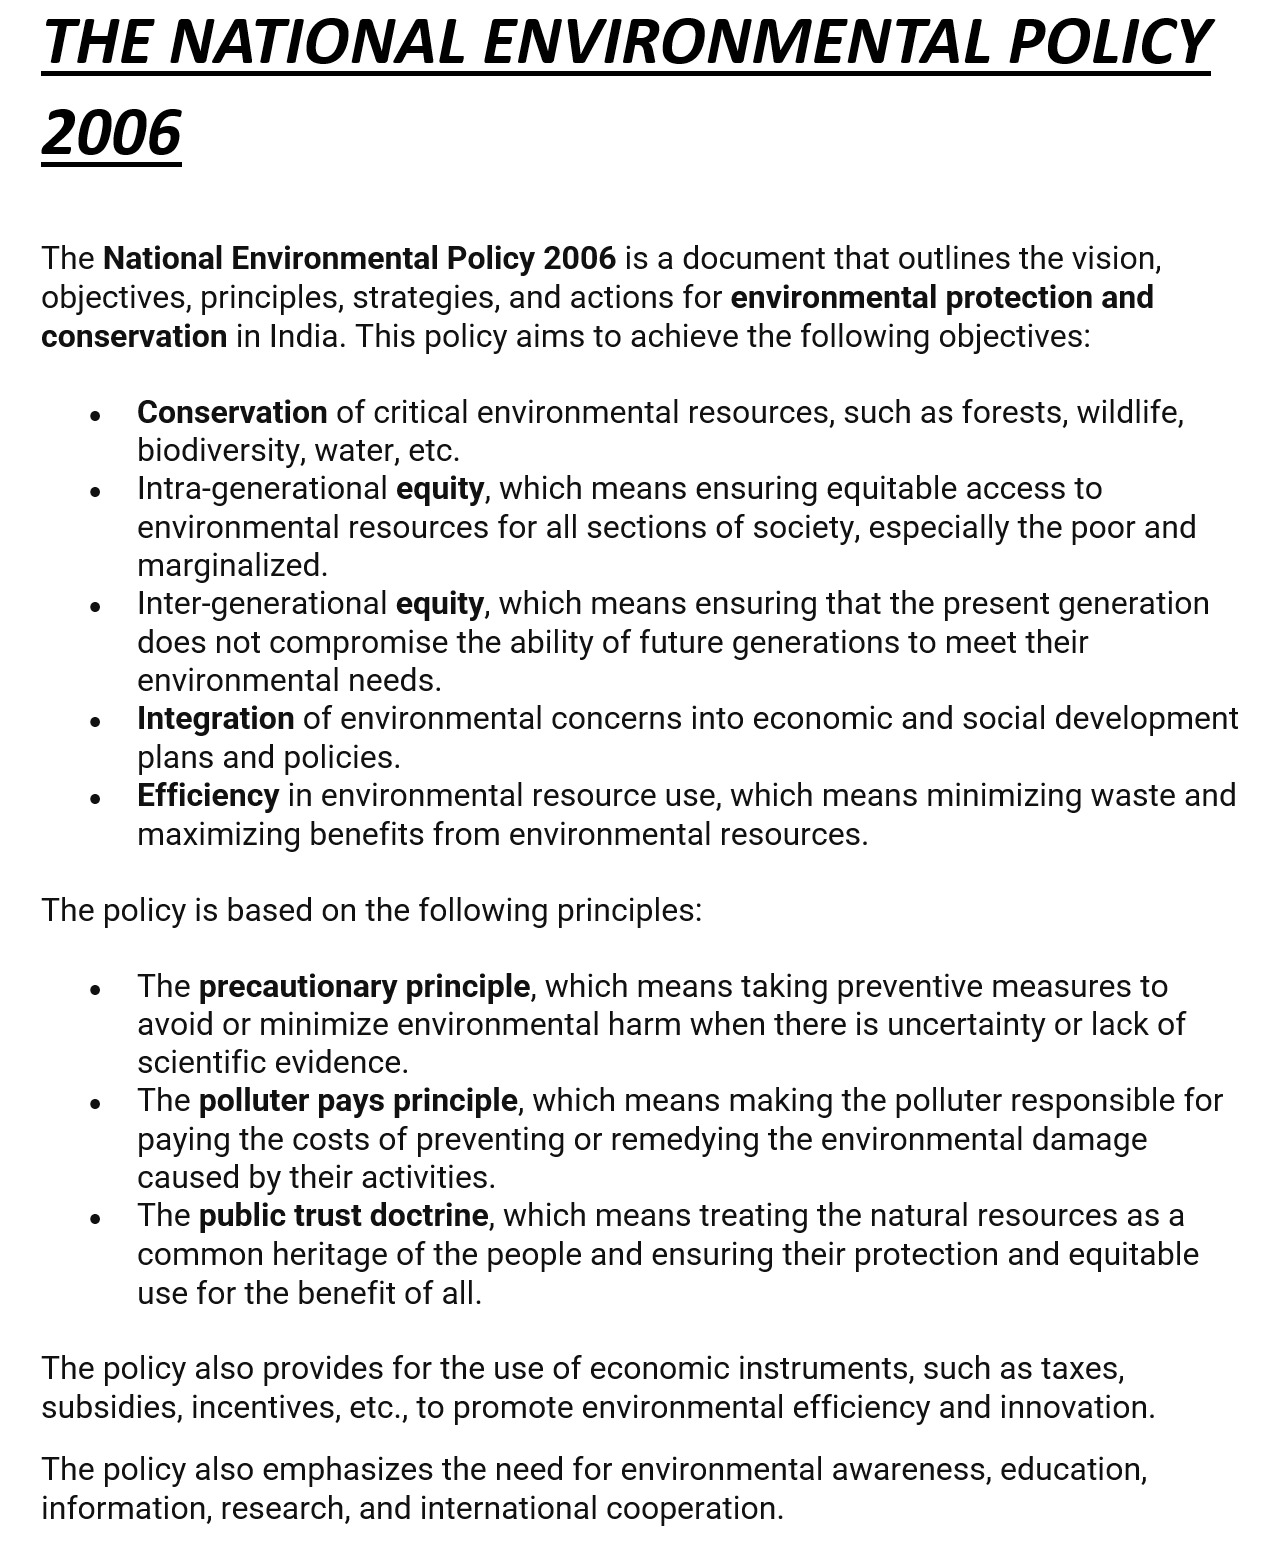 THE NATIONAL ENVIRONMENTAL POLICY
2006
The National Environmental Policy 2006 is a document that outlines the vision,
objectives, principles, strategies, and actions for environmental protection and
conservation in India. This policy aims to achieve the following objectives:
• Conservation of critical environmental resources, such as forests, wildlife,
biodiversity, water, etc.
• Intra-generational equity, which means ensuring equitable access to
environmental resources for all sections of society, especially the poor and
marginalized.
• Inter-generational equity, which means ensuring that the present generation
does not compromise the ability of future generations to meet their
environmental needs.
• Integration of environmental concerns into economic and social development
plans and policies.
• Efficiency in environmental resource use, which means minimizing waste and
maximizing benefits from environmental resources.
The policy is based on the following principles:
• The precautionary principle, which means taking preventive measures to
avoid or minimize environmental harm when there is uncertainty or lack of
scientific evidence.
• The polluter pays principle, which means making the polluter responsible for
paying the costs of preventing or remedying the environmental damage
caused by their activities.
• The public trust doctrine, which means treating the natural resources as a
common heritage of the people and ensuring their protection and equitable
use for the benefit of all.
The policy also provides for the use of economic instruments, such as taxes,
subsidies, incentives, etc., to promote environmental efficiency and innovation.
The policy also emphasizes the need for environmental awareness, education,
information, research, and international cooperation.